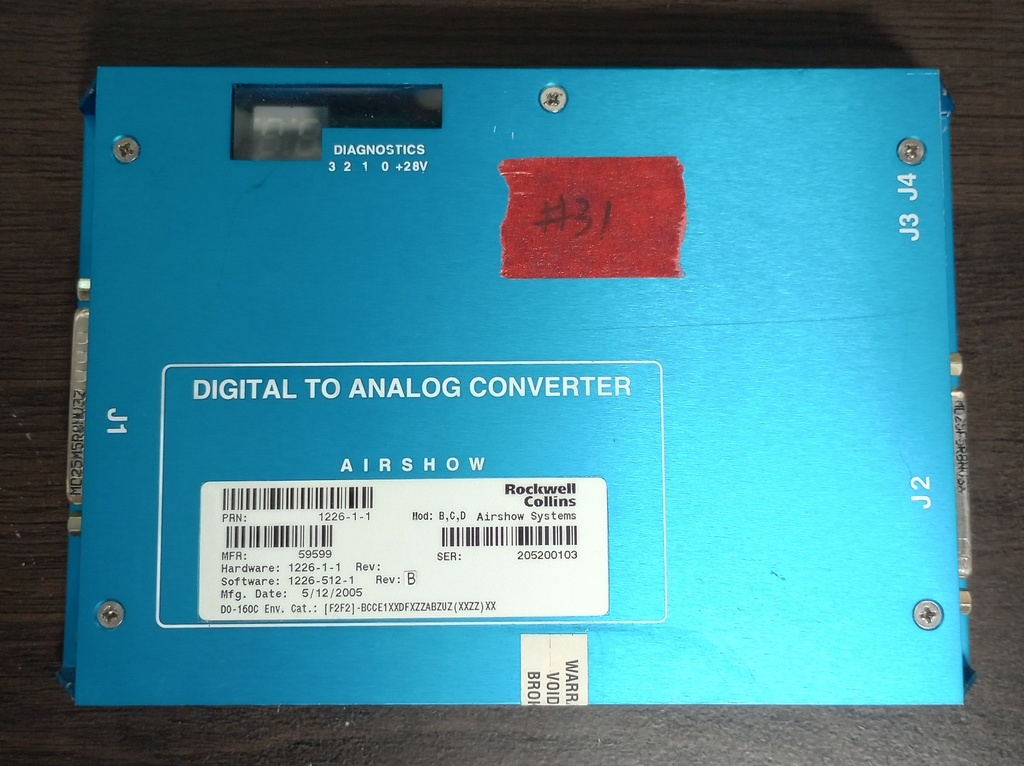 DIAGNOSTICS
3 2 1 0 +28V
#31
J3 J4
DIGITAL TO ANALOG CONVERTER
J1
AIRSHOW
J2
Rockwell
Collins
PRN: 1226-1-1 Mod: B,C,D Airshow Systems
MFR: 59599 SER: 205200103
Hardware: 1226-1-1 Rev:
Software: 1226-512-1 Rev: B
Mfg. Date: 5/12/2005
DO-160C Env. Cat.: [F2F2]-BCCE1XXDFXZZABZUZ(XXZZ)XX
WARR
VOID
BRO